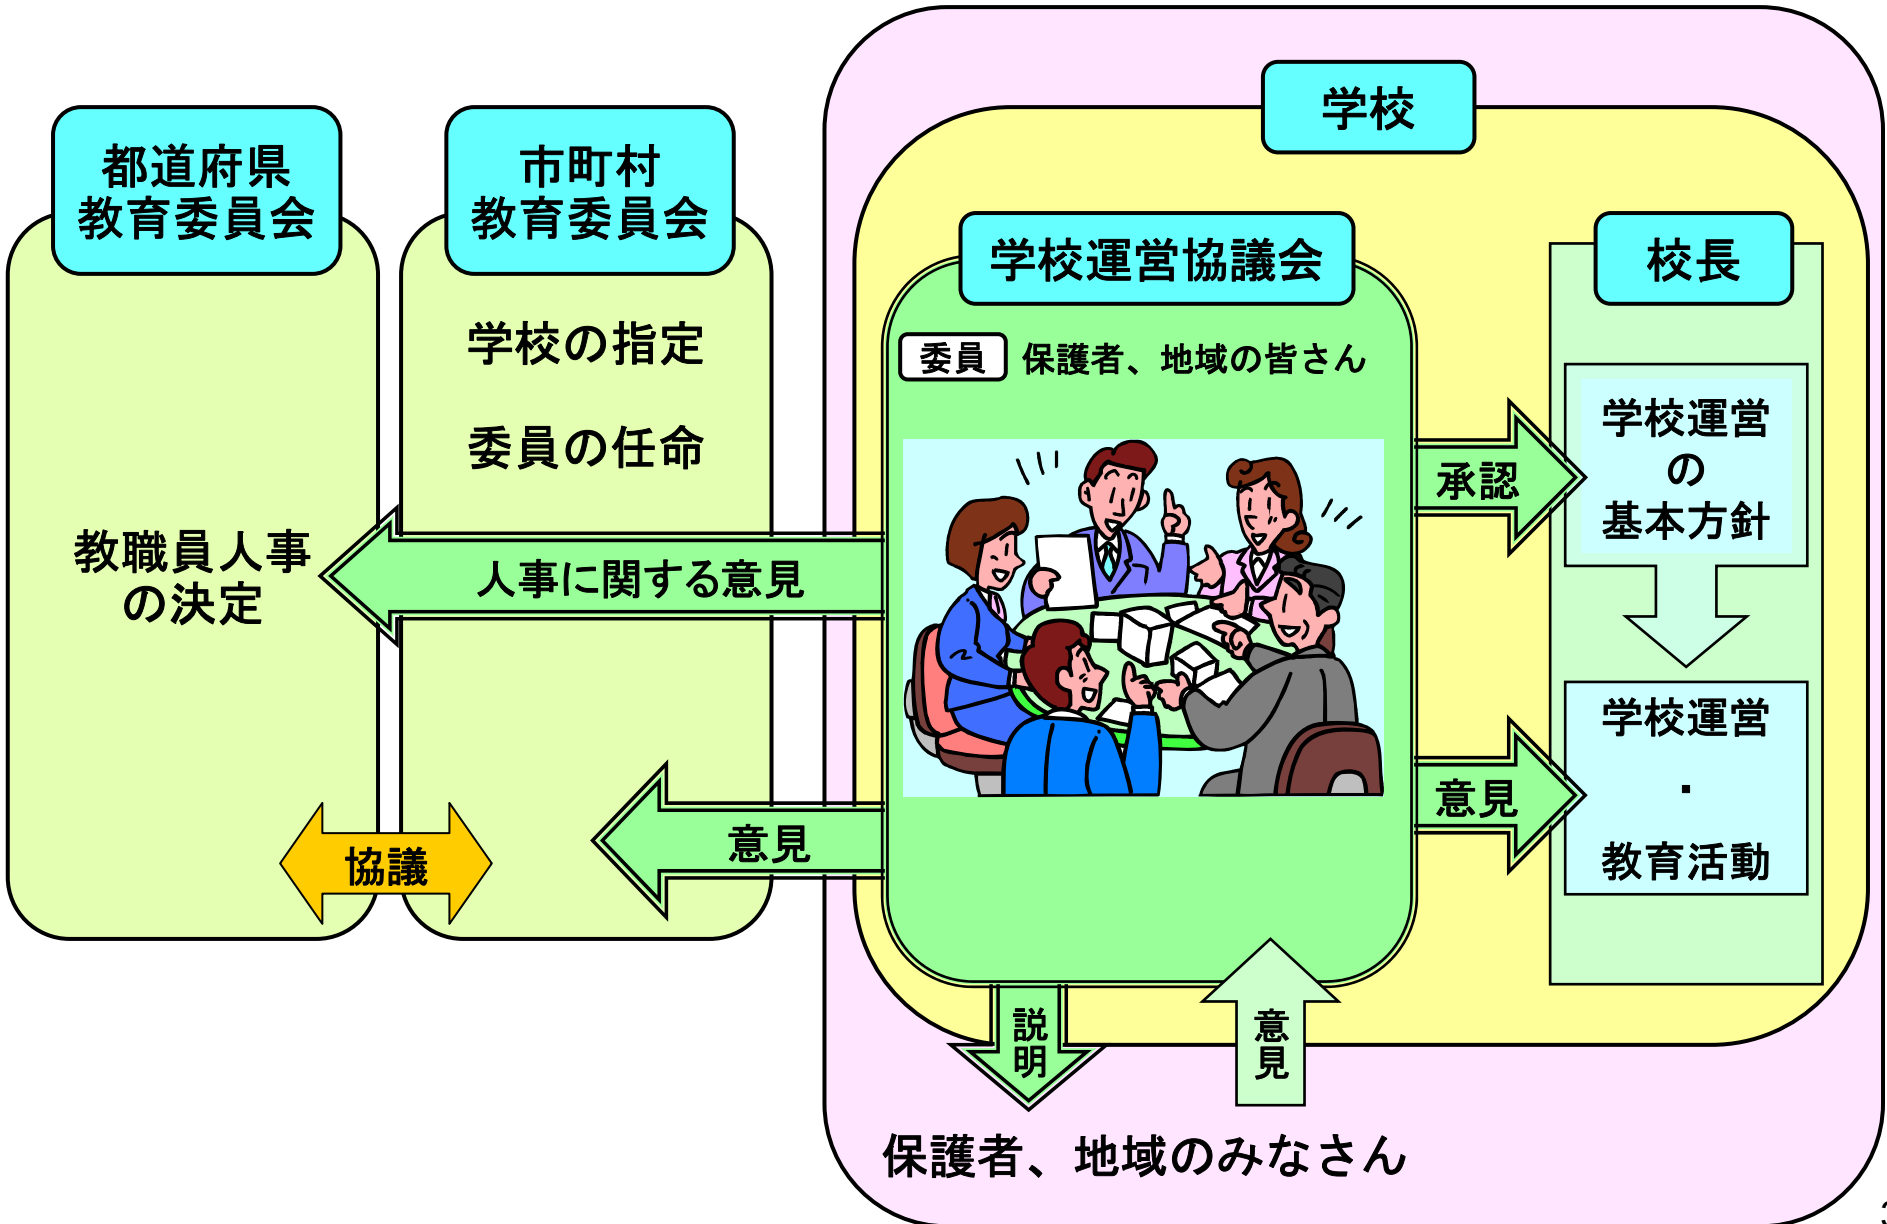 都道府県
教育委員会
教職員人事
の決定
市町村
教育委員会
学校の指定
委員の任命
人事に関する意見
意見
協議
学校
学校運営協議会
委員 保護者、地域の皆さん
承認
意見
校長
学校運営
の
基本方針
学校運営
・
教育活動
説明
意見
保護者、地域のみなさん